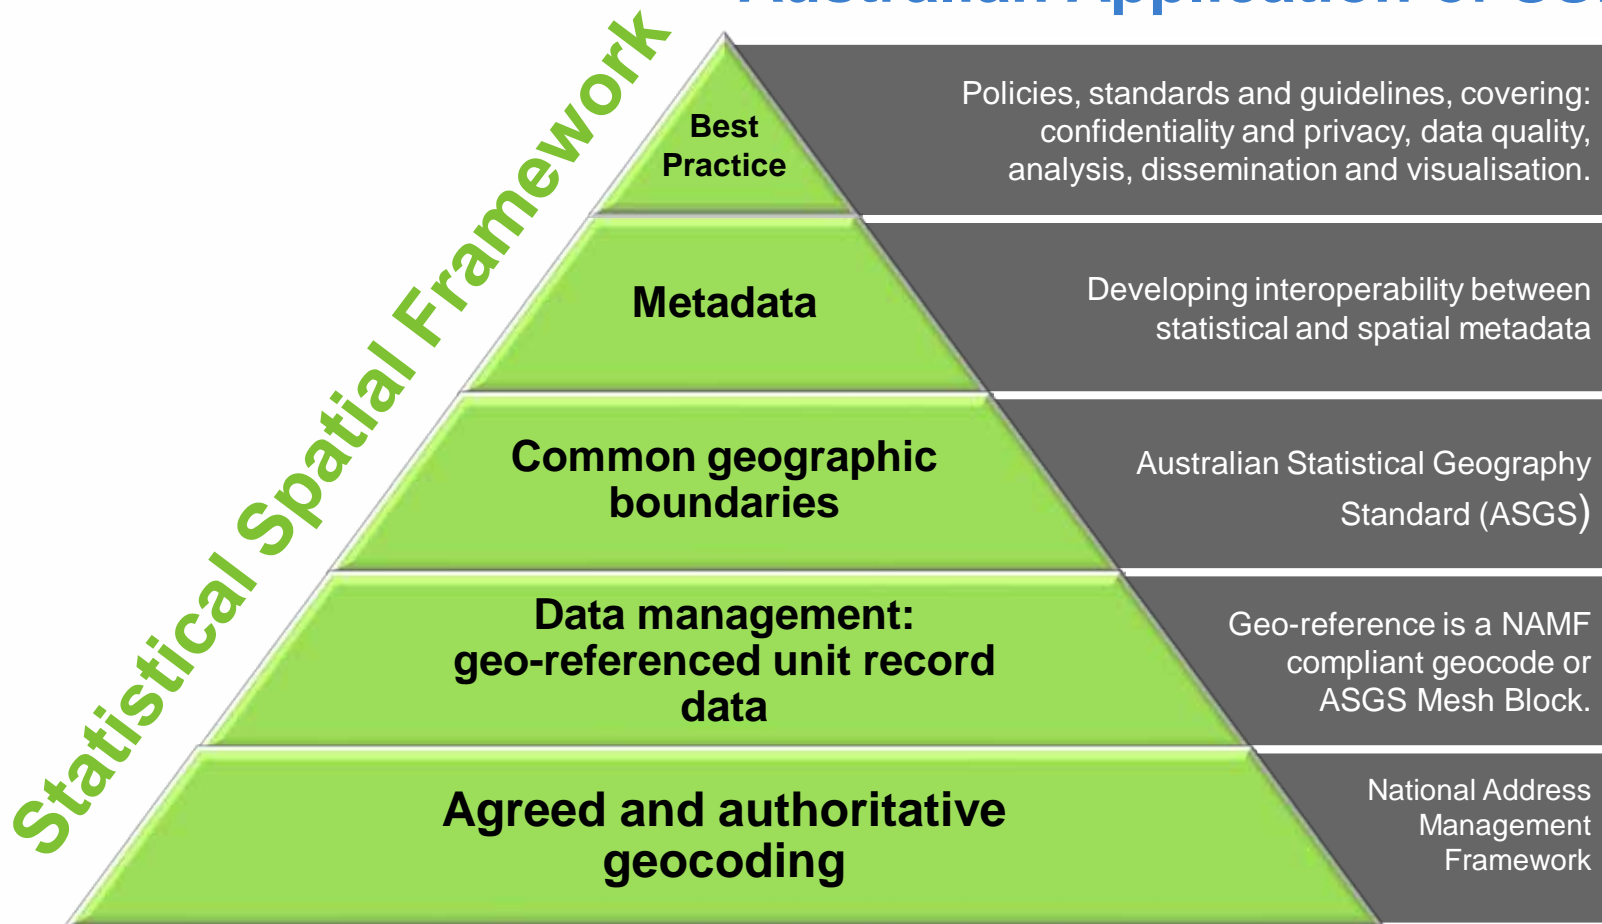 Australian Application of
Statistical Spatial Framework
Best
Practice
Policies, standards and guidelines, covering:
confidentiality and privacy, data quality,
analysis, dissemination and visualisation.
Metadata
Developing interoperability between
statistical and spatial metadata
Common geographic
boundaries
Australian Statistical Geography
Standard (ASGS)
Data management:
geo-referenced unit record
data
Geo-reference is a NAMF
compliant geocode or
ASGS Mesh Block.
Agreed and authoritative
geocoding
National Address
Management
Framework